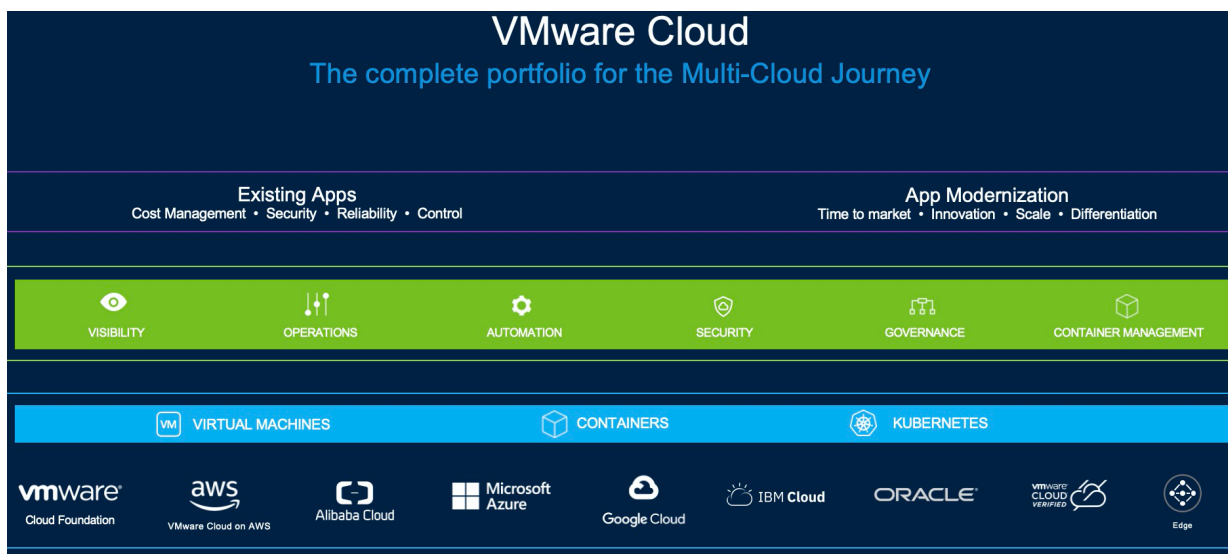 VMware Cloud
The complete portfolio for the Multi-Cloud Journey
Existing Apps
Cost Management • Security • Reliability • Control
App Modernization
Time to market • Innovation • Scale • Differentiation
VISIBILITY
OPERATIONS
AUTOMATION
SECURITY
GOVERNANCE
CONTAINER MANAGEMENT
VM VIRTUAL MACHINES
CONTAINERS
KUBERNETES
vmware®
Cloud Foundation
aws
VMware Cloud on AWS
Alibaba Cloud
Microsoft
Azure
Google Cloud
IBM Cloud
ORACLE®
vmware
CLOUD
VERIFIED
Edge